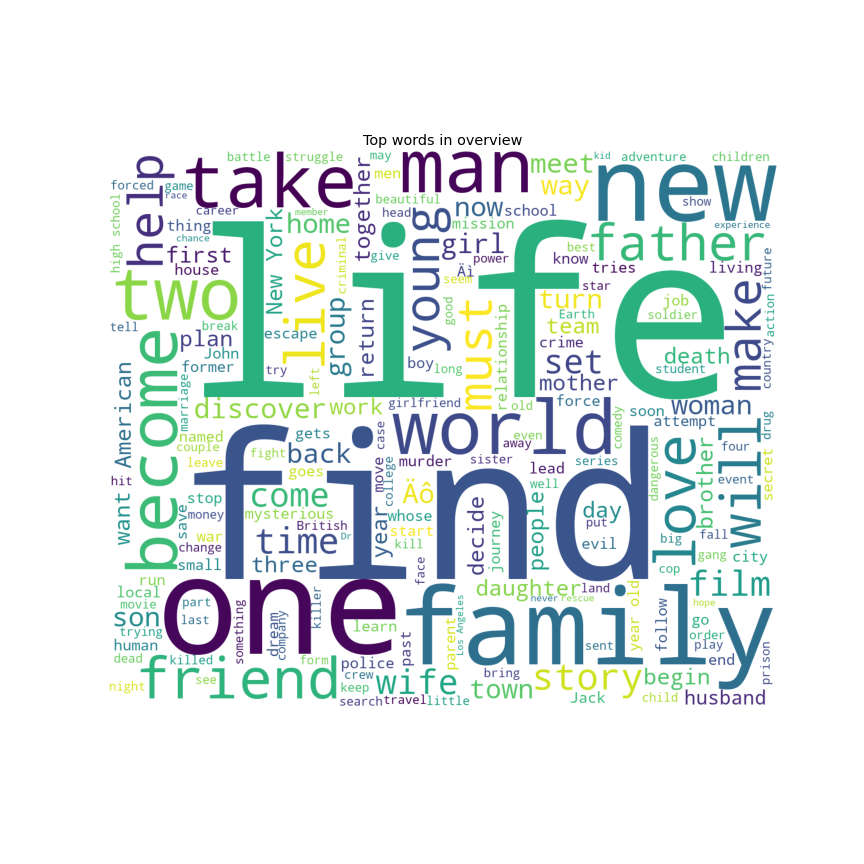 Top words in overview
battle struggle may kid adventure children
forced game race take man men meet way new show
help career beautiful together head now school mission experience
high school thing member chance New York home criminal give young girl power know best father
first house Äì seem star tries living future
two live group return good relationship turn Earth team job soldier make action country
tell break plan John former escape try left life boy long must crime set mother student death
become American marriage discover work girlfriend old force soon woman attempt drug
named couple leave gets back case world away even comedy love brother four
hit fight goes move murder sister lead series dangerous will secret event
want stop save money come mysterious college Äô find well day put big fall gang city
war change small time British Dr year whose start kill decide journey people evil cop
three face daughter land
run local movie son part last one something dream company killer learn past parent Los Angeles family never rescue year old follow hope go film order
trying human dead killed friend form police crew wife sent play end prison
night see keep search travel little town bring story begin child Jack husband